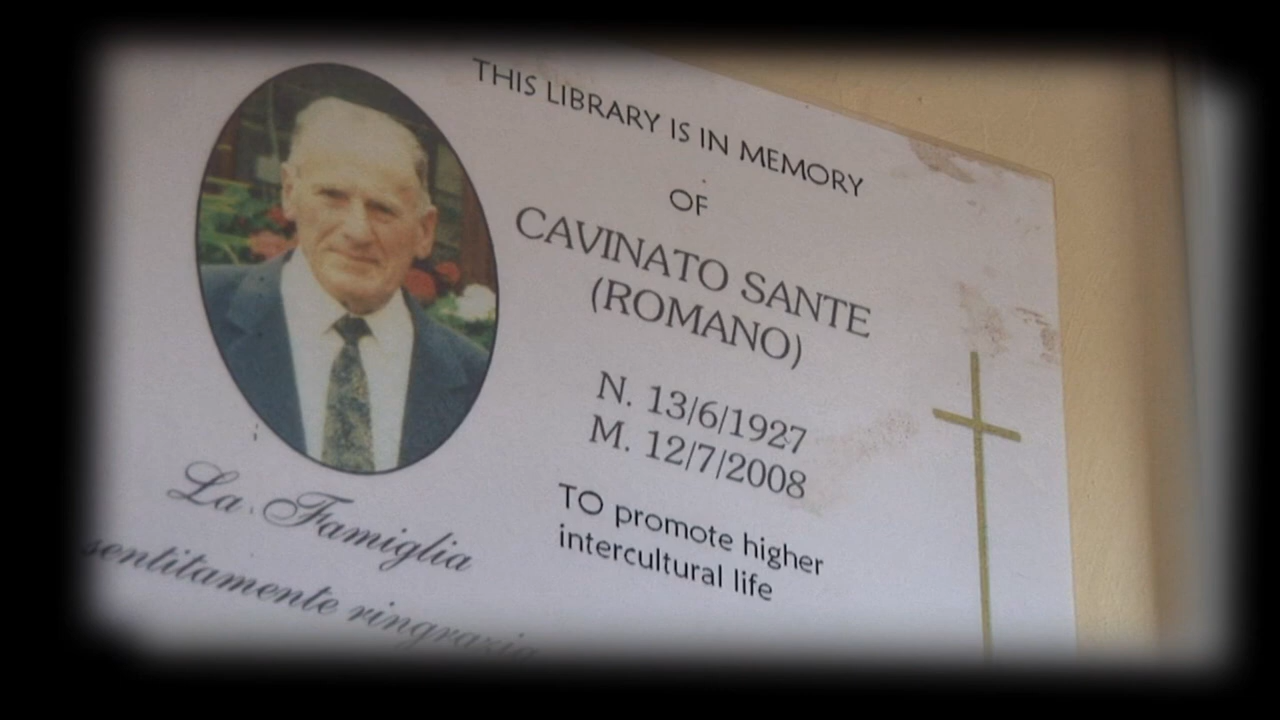 THIS LIBRARY IS IN MEMORY
OF
CAVINATO SANTE
(ROMANO)
N. 13/6/1927
M. 12/7/2008
TO promote higher
intercultural life
La Famiglia
sentitamente ringrazia